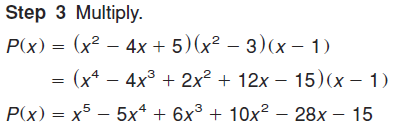 Step 3 Multiply.
P(x) = (x² – 4x + 5)(x² – 3)(x – 1)
= (x⁴ – 4x³ + 2x² + 12x – 15)(x – 1)
P(x) = x⁵ – 5x⁴ + 6x³ + 10x² – 28x – 15